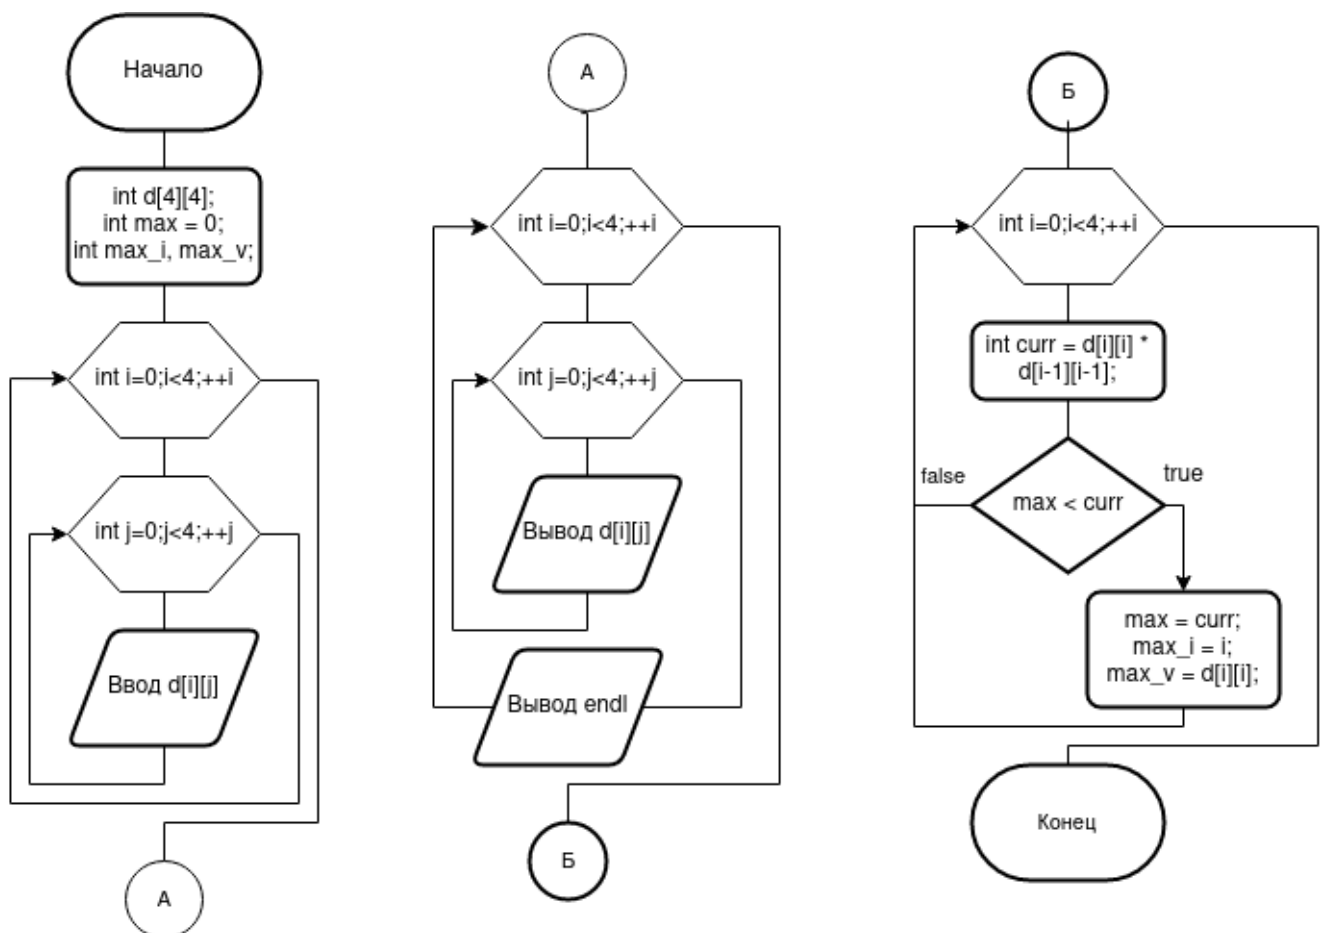 Начало
int d[4][4];
int max = 0;
int max_i, max_v;
int i=0;i<4;++i
int j=0;j<4;++j
Ввод d[i][j]
А
А
int i=0;i<4;++i
int j=0;j<4;++j
Вывод d[i][j]
Вывод endl
Б
Б
int i=0;i<4;++i
int curr = d[i][i] *
d[i-1][i-1];
false
true
max < curr
max = curr;
max_i = i;
max_v = d[i][i];
Конец